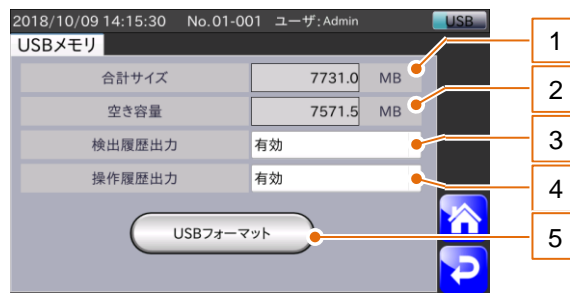 2018/10/09 14:15:30 No.01-001 ユーザ:Admin USB
USBメモリ
合計サイズ 7731.0 MB 1
空き容量 7571.5 MB 2
検出履歴出力 有効 3
操作履歴出力 有効 4
USBフォーマット 5